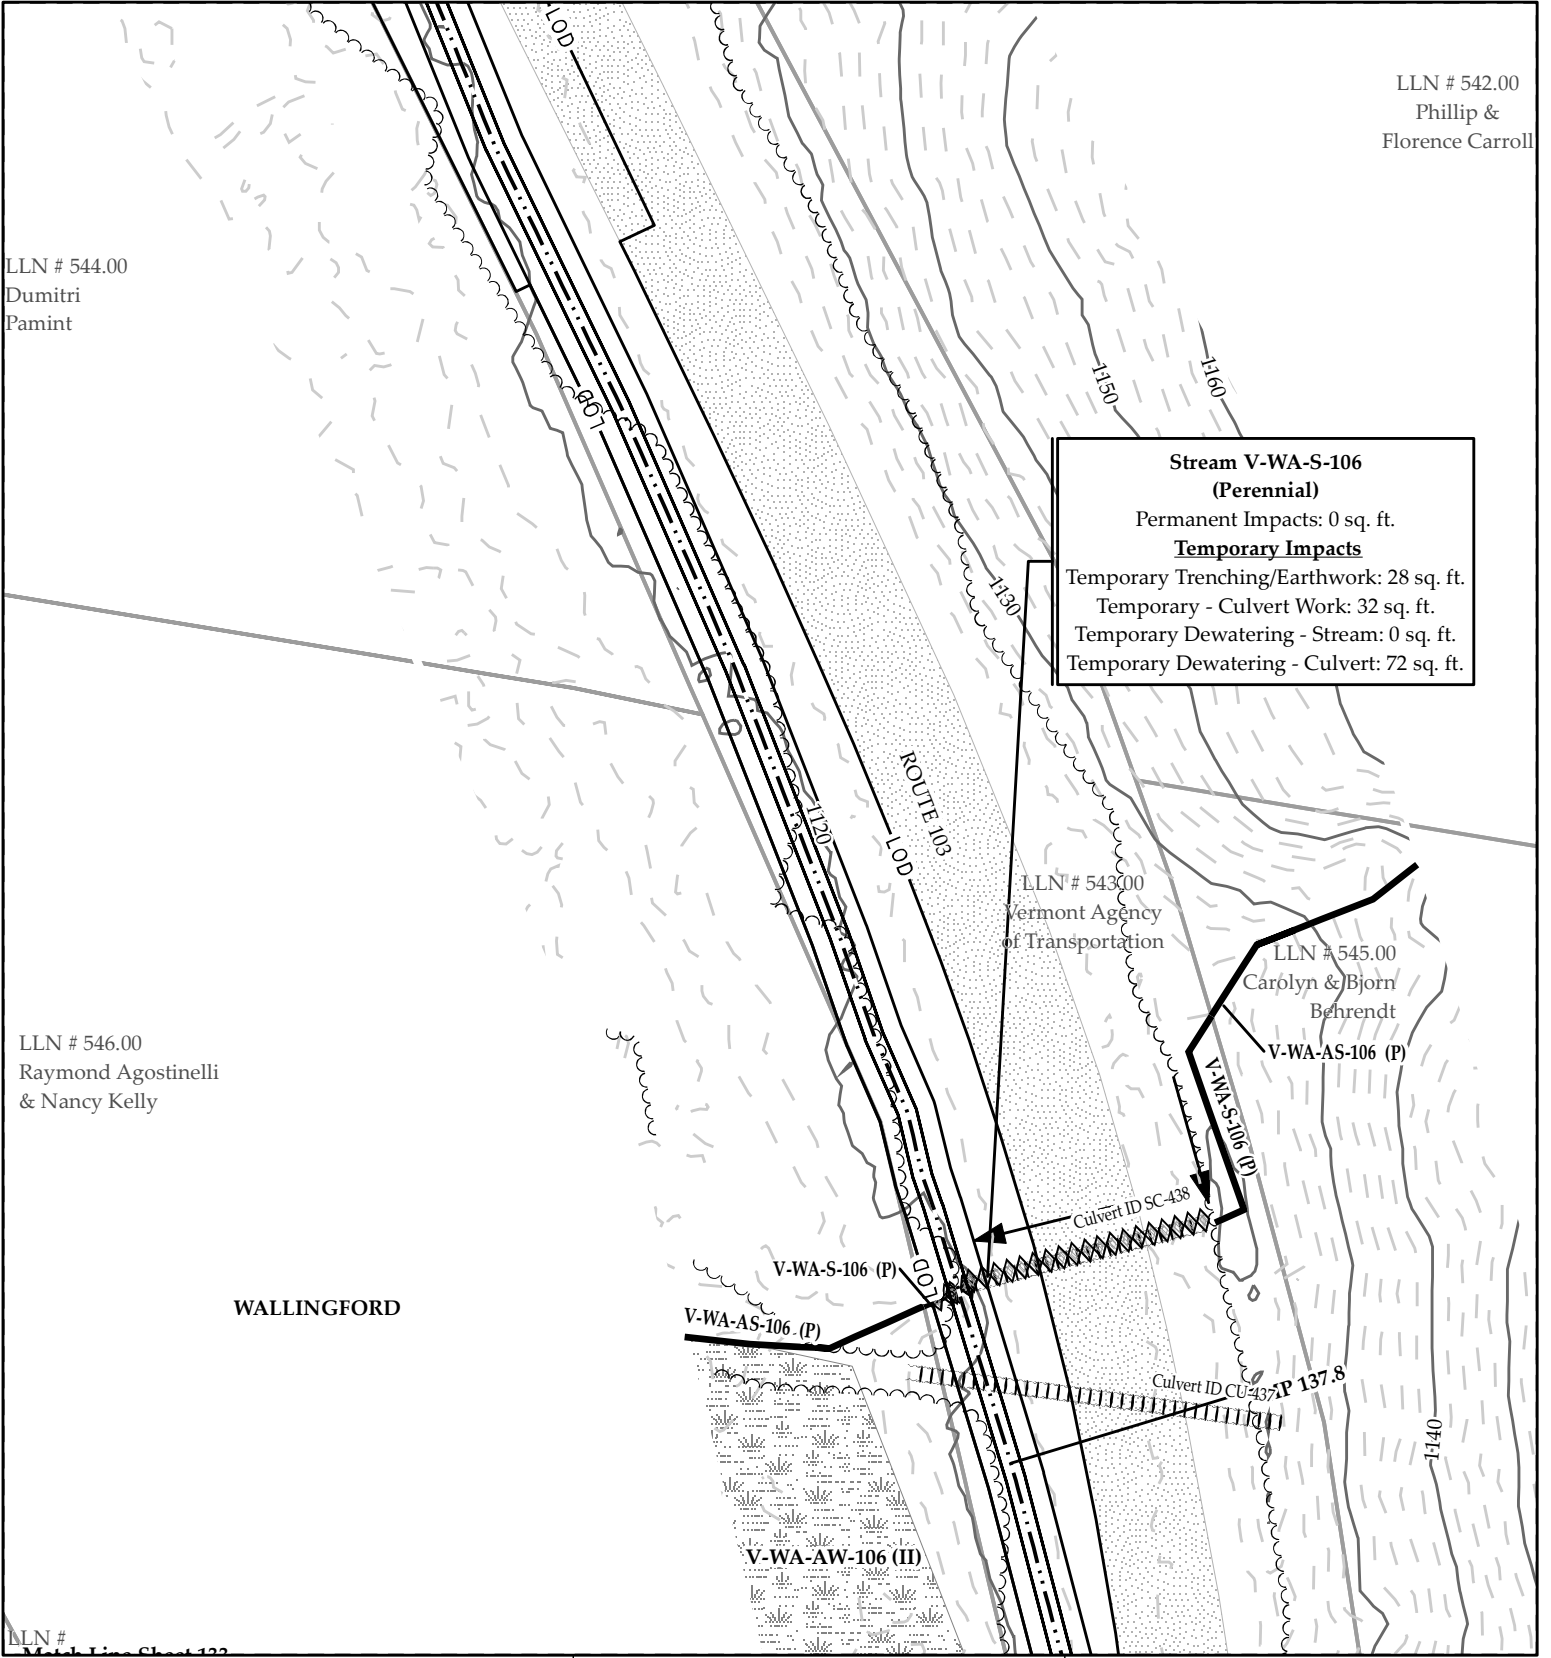 LOD
LLN # 542.00
Phillip &
Florence Carroll
LLN # 544.00
Dumitri
Pamint
1150
1160
LOD
Stream V-WA-S-106
(Perennial)
Permanent Impacts: 0 sq. ft.
Temporary Impacts
Temporary Trenching/Earthwork: 28 sq. ft.
Temporary - Culvert Work: 32 sq. ft.
Temporary Dewatering - Stream: 0 sq. ft.
Temporary Dewatering - Culvert: 72 sq. ft.
1130
ROUTE 103
1120
LOD
LLN # 543.00
Vermont Agency
of Transportation
LLN # 545.00
Carolyn & Bjorn
Behrendt
LLN # 546.00
Raymond Agostinelli
& Nancy Kelly
V-WA-AS-106 (P)
V-WA-S-106 (P)
Culvert ID SC-438
V-WA-S-106 (P)
LOD
WALLINGFORD
V-WA-AS-106 (P)
Culvert ID CU-437
137.8
1140
V-WA-AW-106 (II)
LLN #
Match Line Sheet 133